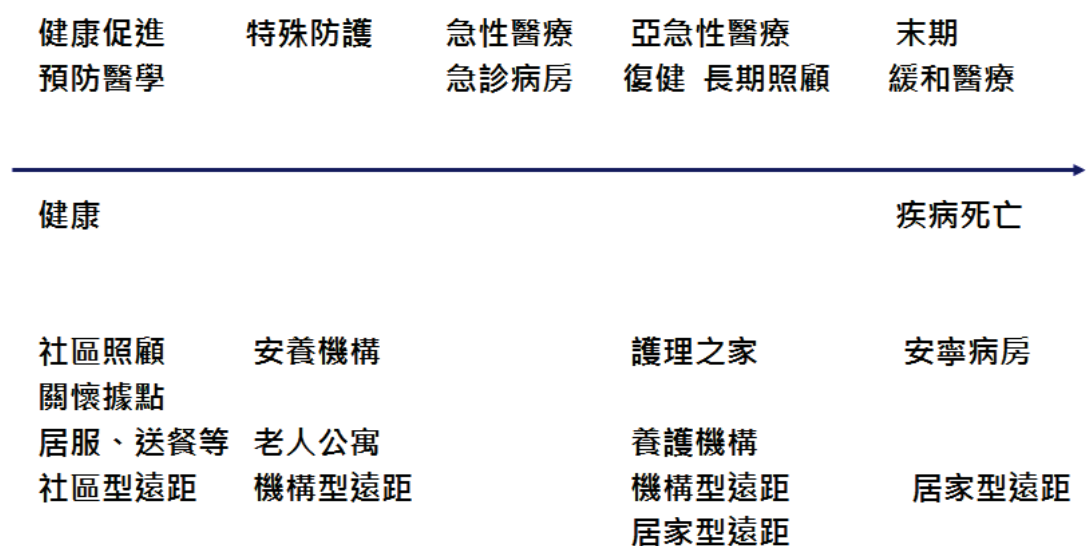 健康促進 特殊防護 急性醫療 亞急性醫療 末期
預防醫學 急診病房 復健 長期照顧 緩和醫療
健康 疾病死亡
社區照顧 安養機構 護理之家 安寧病房
關懷據點
居服、送餐等 老人公寓 養護機構
社區型遠距 機構型遠距 機構型遠距 居家型遠距
居家型遠距